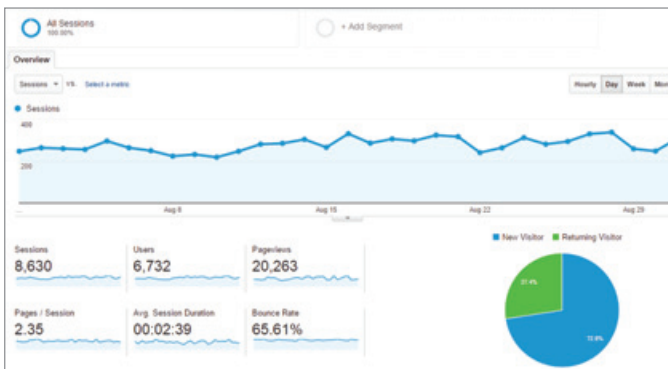 All Sessions
100.00%
+ Add Segment
Overview
Sessions VS. Select a metric
Hourly Day Week Mon
Sessions
400
200
...
Aug 8 Aug 15 Aug 22 Aug 29
New Visitor Returning Visitor
Sessions Users Pageviews
8,630 6,732 20,263
Pages / Session Avg. Session Duration Bounce Rate
2.35 00:02:39 65.61%